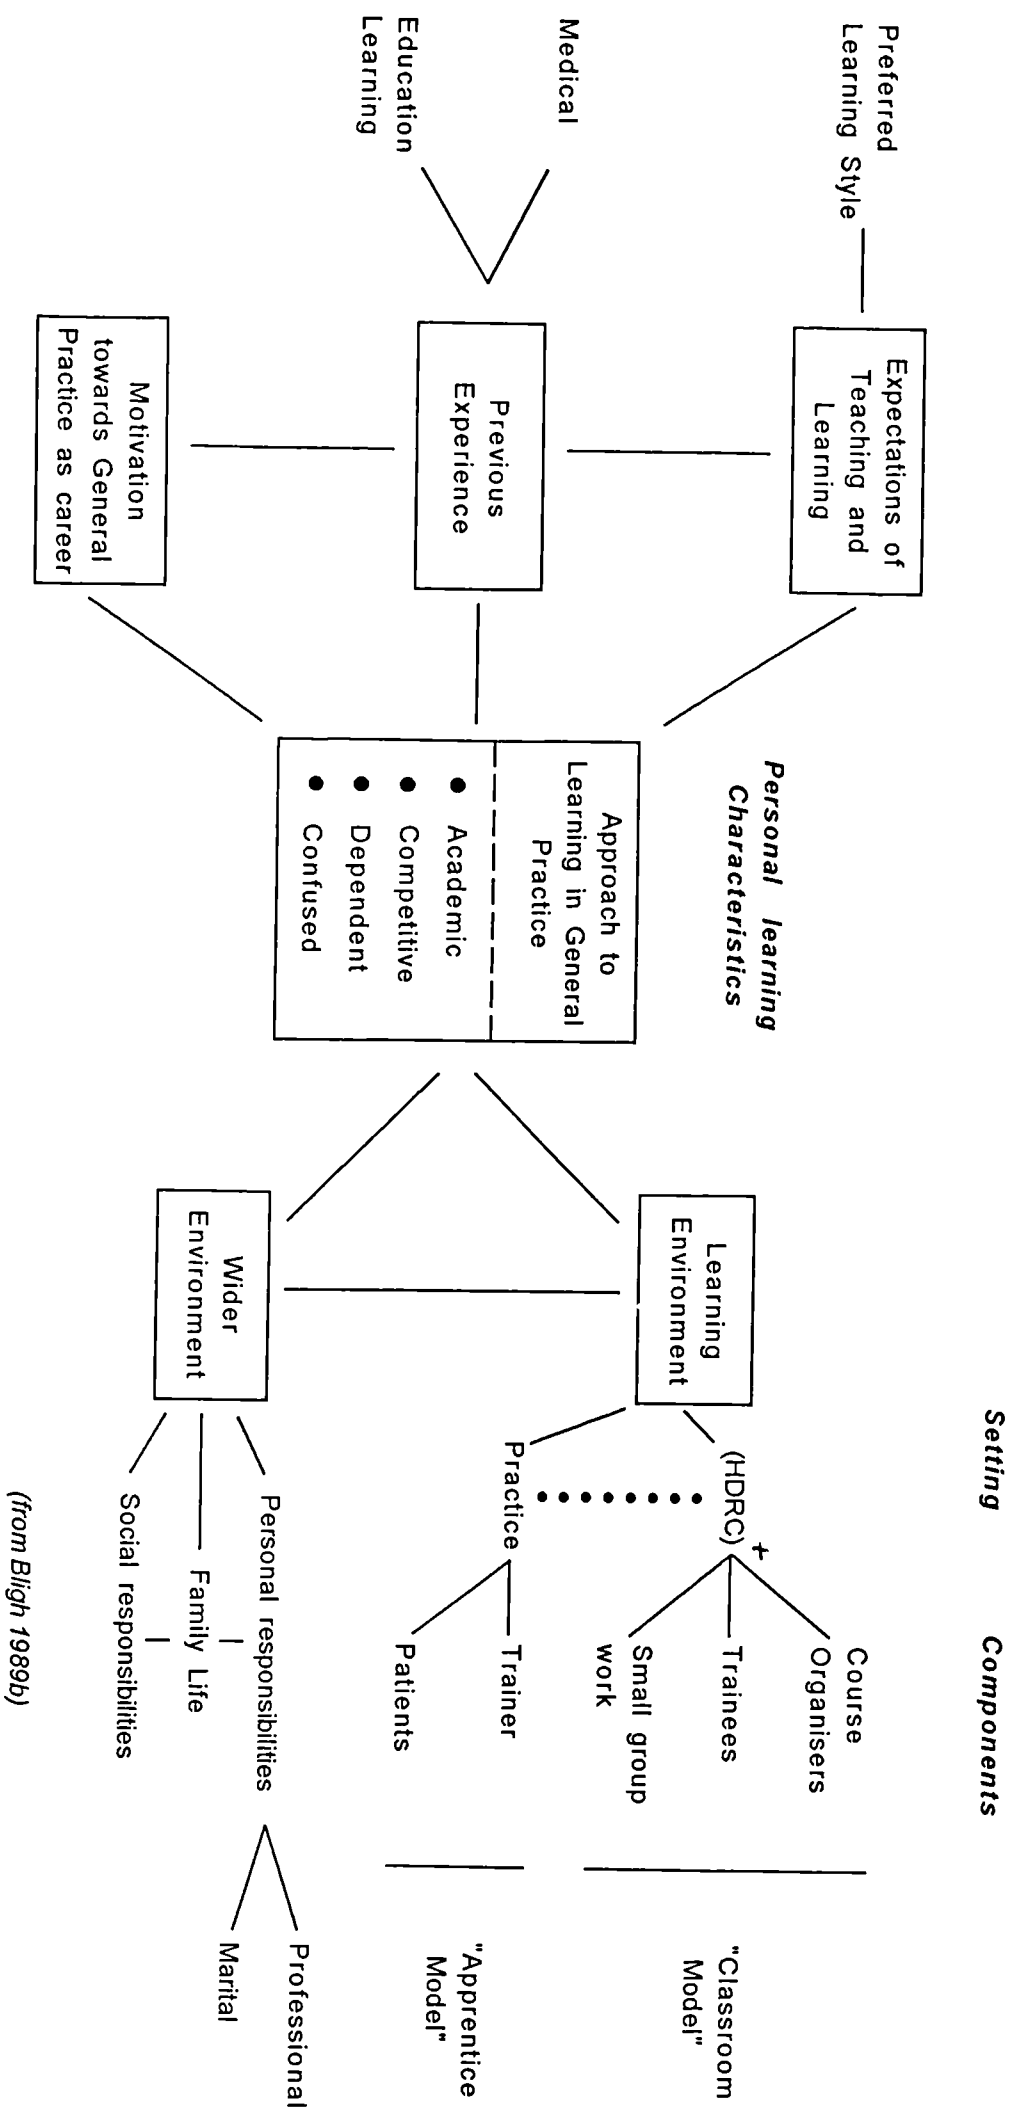 Setting
Components
Preferred
Learning Style
Expectations of
Teaching and
Learning
Personal learning
Characteristics
Medical
Education
Learning
Previous
Experience
Motivation
towards General
Practice as career
Approach to
Learning in General
Practice
● Academic
● Competitive
● Dependent
● Confused
Learning
Environment
(HDRC) +
Course
Organisers
Trainees
Small group
work
"Classroom
Model"
Practice
Trainer
Patients
"Apprentice
Model"
Wider
Environment
Personal responsibilities
Family Life
Social responsibilities
Professional
Marital
(from Bligh 1989b)